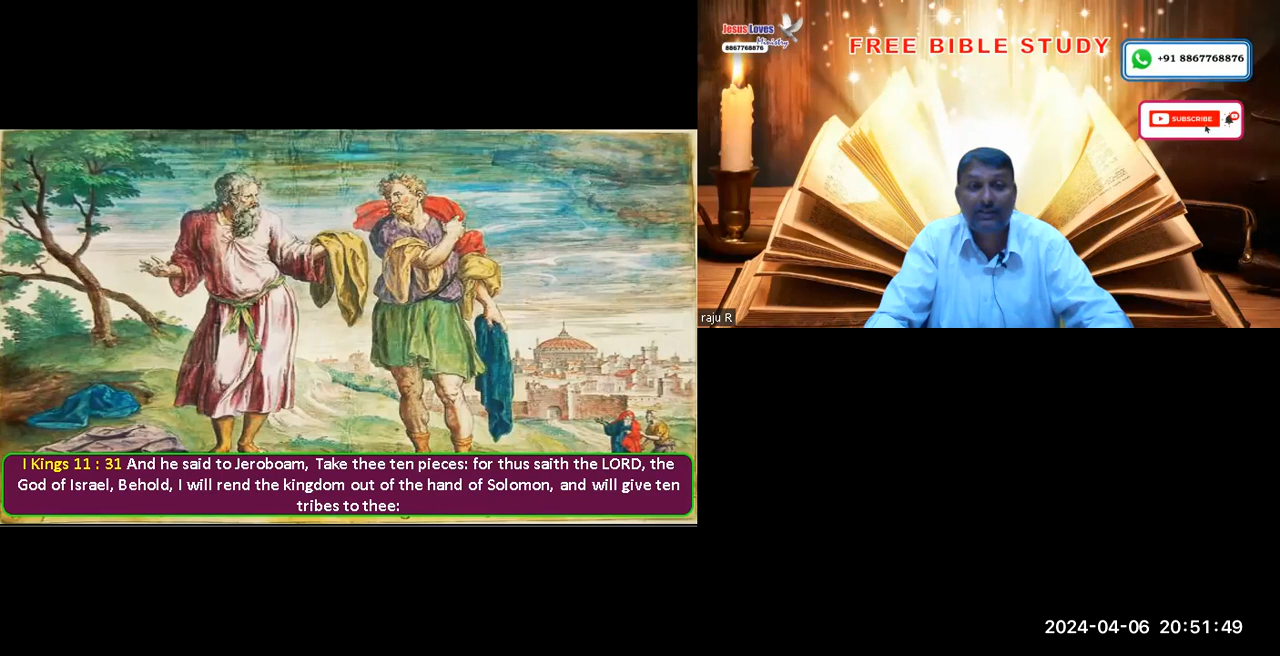 I Kings 11 : 31 And he said to Jeroboam, Take thee ten pieces: for thus saith the LORD, the
God of Israel, Behold, I will rend the kingdom out of the hand of Solomon, and will give ten
tribes to thee:
Jesus Loves
Ministry
8867768876
FREE BIBLE STUDY
+91 8867768876
SUBSCRIBE
raju R
2024-04-06 20:51:49